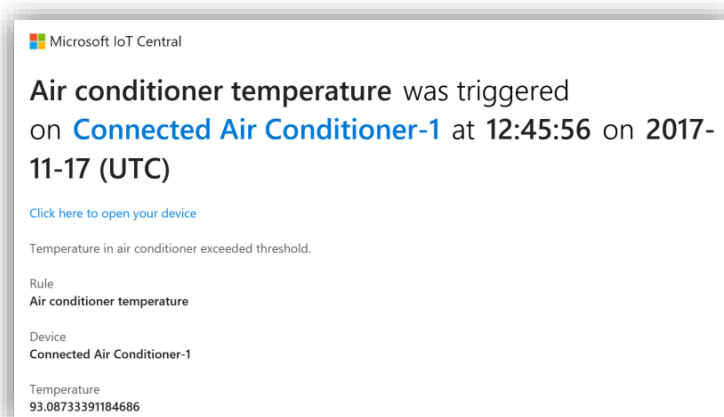 Microsoft IoT Central
Air conditioner temperature was triggered
on Connected Air Conditioner-1 at 12:45:56 on 2017-
11-17 (UTC)
Click here to open your device
Temperature in air conditioner exceeded threshold.
Rule
Air conditioner temperature
Device
Connected Air Conditioner-1
Temperature
93.08733391184686